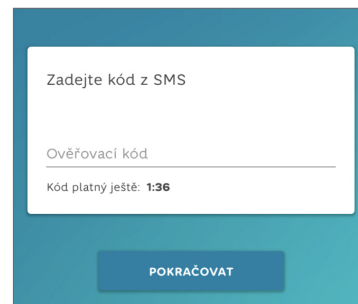 Zadejte kód z SMS
Ověřovací kód
Kód platný ještě: 1:36
POKRAČOVAT